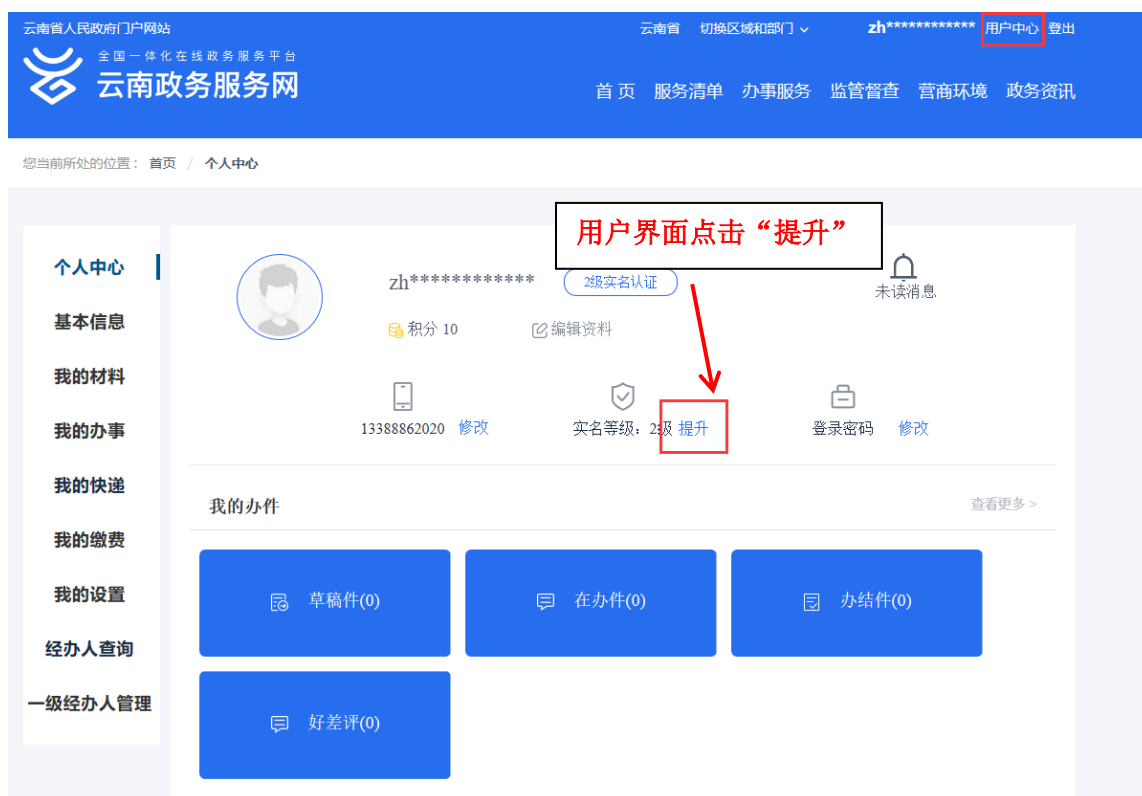 云南省人民政府门户网站
云南省 切换区域和部门 zh************ 用户中心 登出
全国一体化在线政务服务平台
云南政务服务网
首页 服务清单 办事服务 监管督查 营商环境 政务资讯
您当前所处的位置： 首页 / 个人中心
用户界面点击“提升”
个人中心
基本信息
我的材料
我的办事
我的快递
我的缴费
我的设置
经办人查询
一级经办人管理
zh************ 2级实名认证
未读消息
积分 10 编辑资料
13388862020 修改 实名等级：2级 提升 登录密码 修改
我的办件 查看更多 >
草稿件(0) 在办件(0) 办结件(0)
好差评(0)